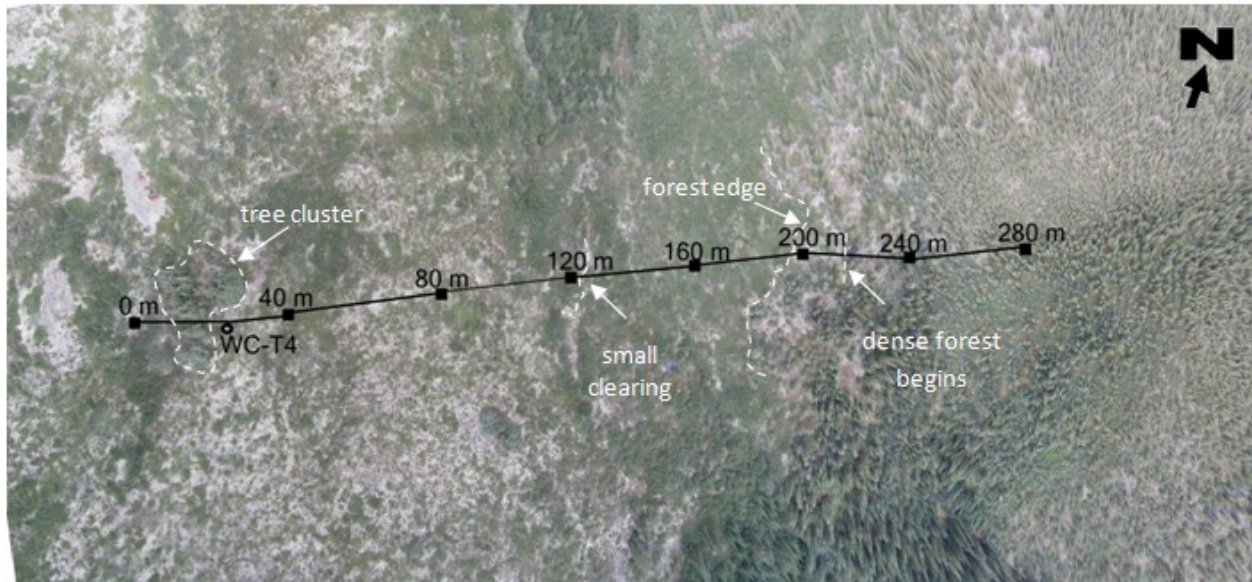 N
tree cluster
forest edge
0 m
40 m
80 m
120 m
160 m
200 m
240 m
280 m
WC-T4
small
clearing
dense forest
begins